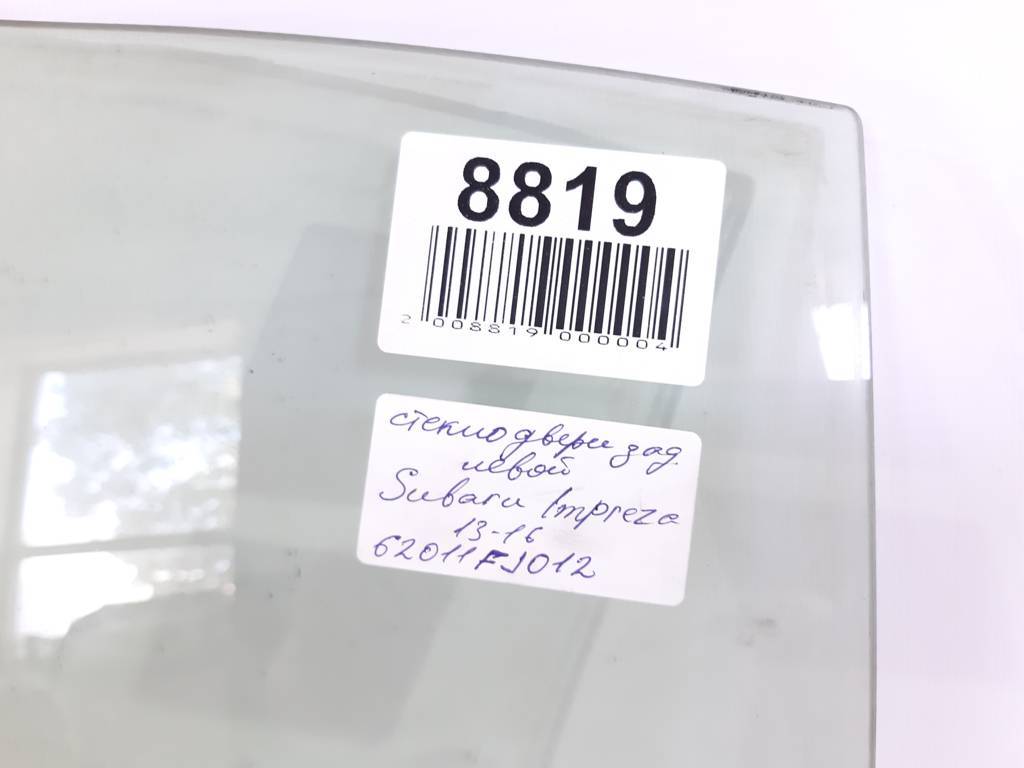 8819
2 008819 000004
стекло двери зад.
левой
Subaru Impreza
13-16
62011FJ012